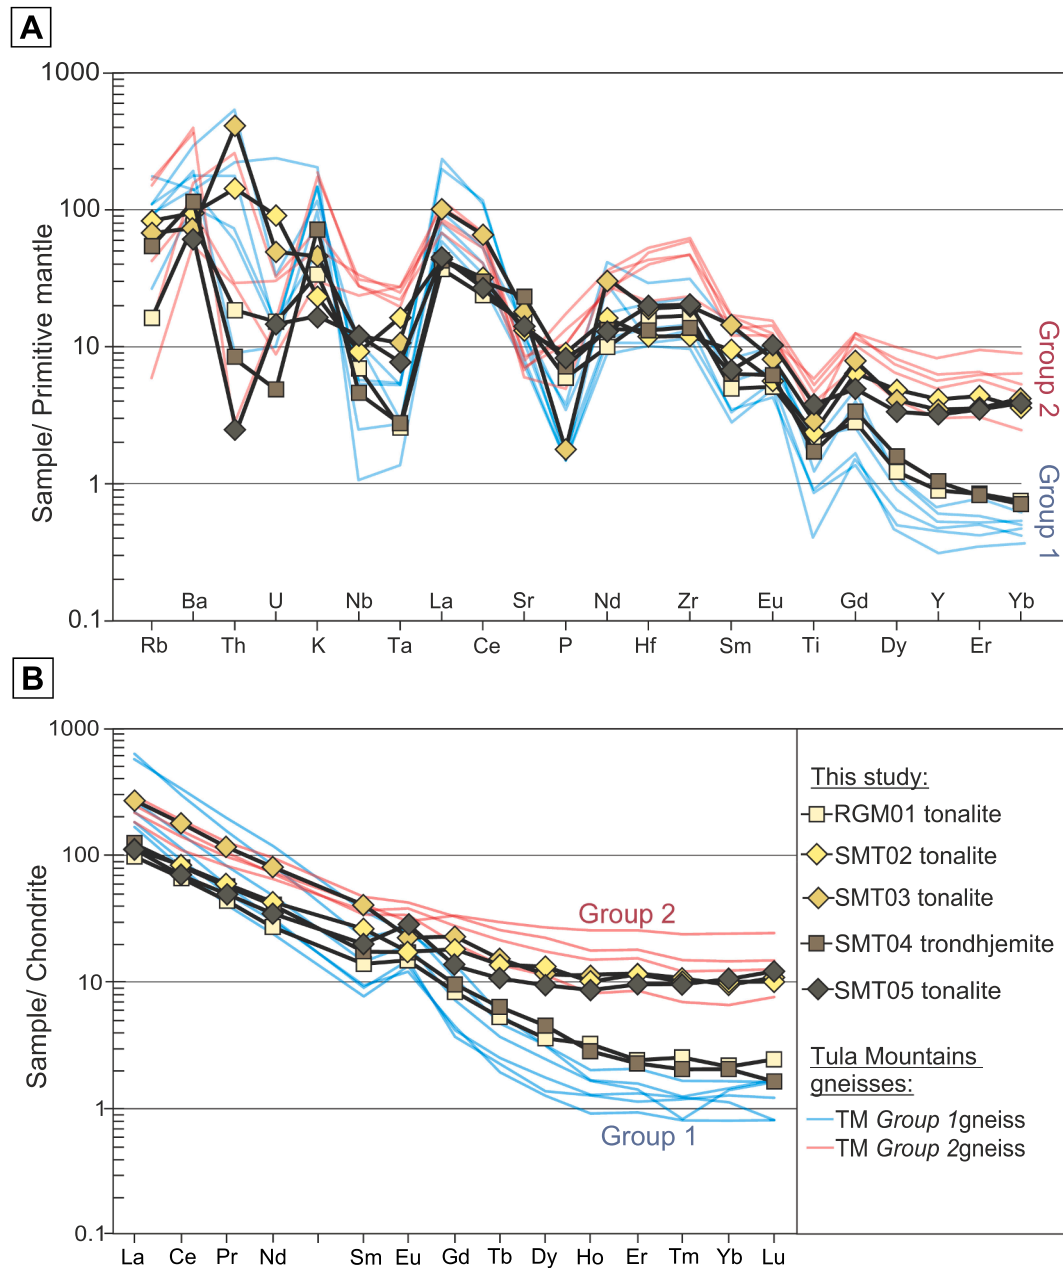 A
1000
100
10
1
0.1
Sample/ Primitive mantle
Ba U Nb La Sr Nd Zr Eu Gd Y Yb
Rb Th K Ta Ce P Hf Sm Ti Dy Er
Group 2
Group 1
B
1000
100
10
1
0.1
Sample/ Chondrite
Group 2
Group 1
La Ce Pr Nd Sm Eu Gd Tb Dy Ho Er Tm Yb Lu
This study:
RGM01 tonalite
SMT02 tonalite
SMT03 tonalite
SMT04 trondhjemite
SMT05 tonalite
Tula Mountains
gneisses:
TM Group 1gneiss
TM Group 2gneiss